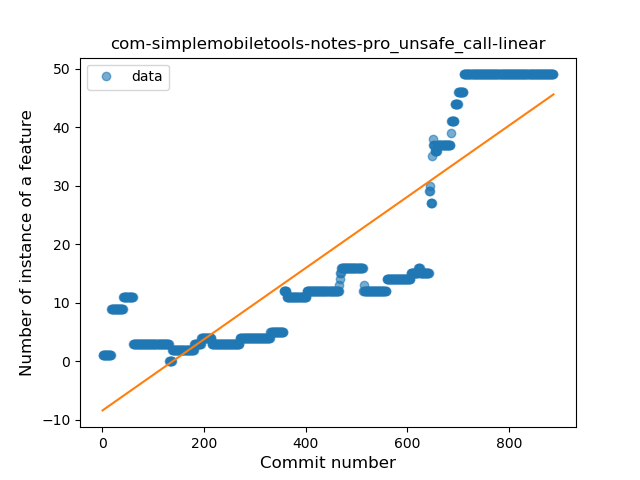 com-simplemobiletools-notes-pro_unsafe_call-linear
data
Number of instance of a feature
50
40
30
20
10
0
−10
0 200 400 600 800
Commit number